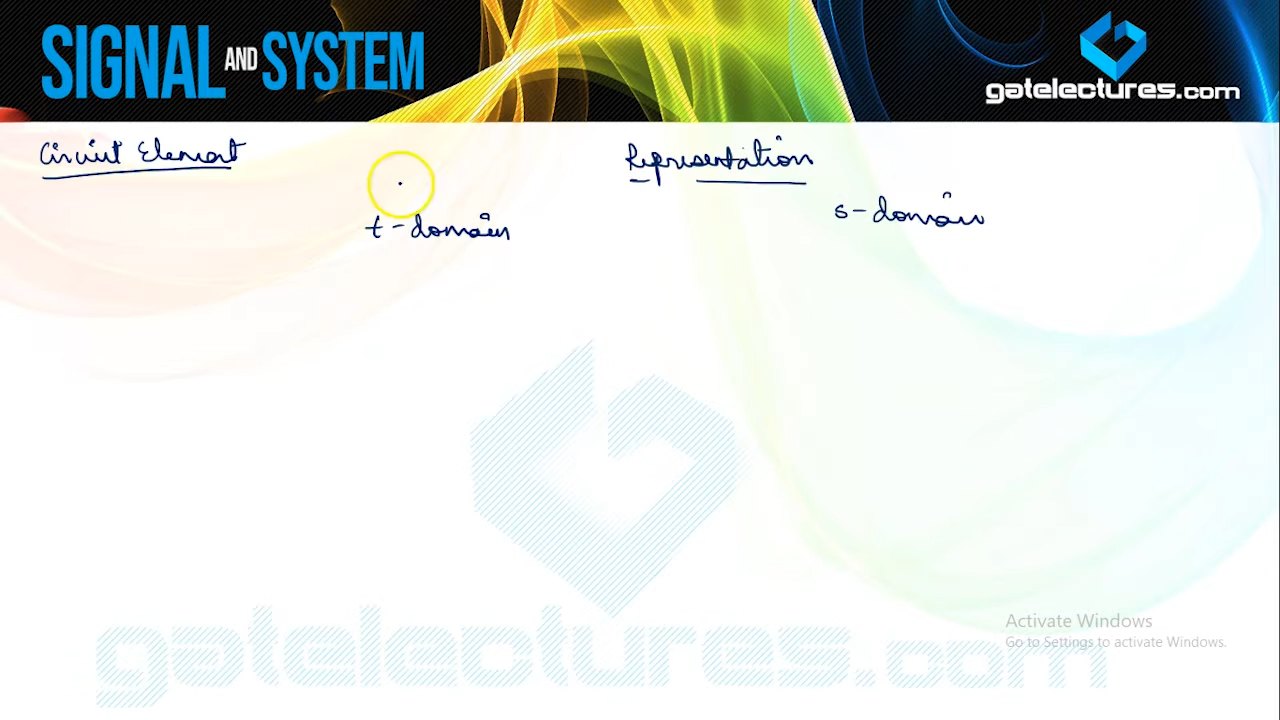 SIGNAL AND SYSTEM
gatelectures.com
Circuit Element
Representation
t-domain
s-domain
gatelectures.com
Activate Windows
Go to Settings to activate Windows.